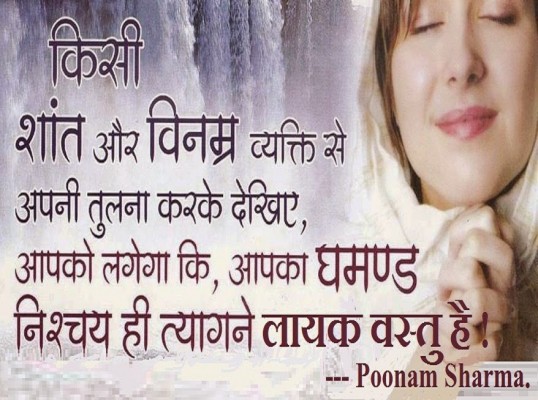 किसी
शांत और विनम्र व्यक्ति से
अपनी तुलना करके देखिए,
आपको लगेगा कि, आपका घमण्ड
निश्चय ही त्यागने लायक वस्तु है !
--- Poonam Sharma.